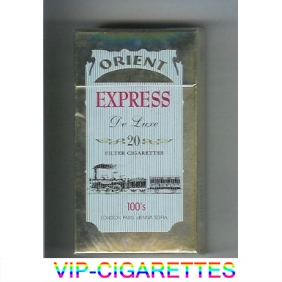 ORIENT
EXPRESS
De Luxe
20
FILTER CIGARETTES
100's
LONDON PARIS VIENNA SOFIA
VIP-CIGARETTES